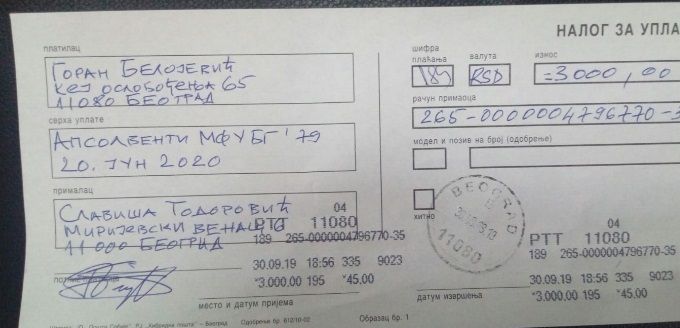 НАЛОГ ЗА УПЛА
платилац
ГОРАН БЕЛОЈЕВИЋ
КЕЈ ОСЛОБОЂЕЊА 65
11080 БЕОГРАД
сврха уплате
АПСОЛВЕНТИ МФУБГ '79
20. ЈУН 2020
прималац
СЛАВИША ТОДОРОВИЋ
МИРИЈЕВСКИ ВЕНАЦ
11000 БЕОГРАД
04
РТТ 11080
189 265-0000004796770-35
30.09.19 18:56 335 9023
*3.000.00 195 *45.00
место и датум пријема
шифра плаћања
189
валута
RSD
износ
=3000,00
рачун примаоца
265-0000004796770-3
модел и позив на број (одобрење)
хитно
БЕОГРАД
11080
04
РТТ 11080
189 265-0000004796770-35
30.09.19 18:56 335 9023
*3.000.00 195 *45.00
датум извршења
Образац бр. 1